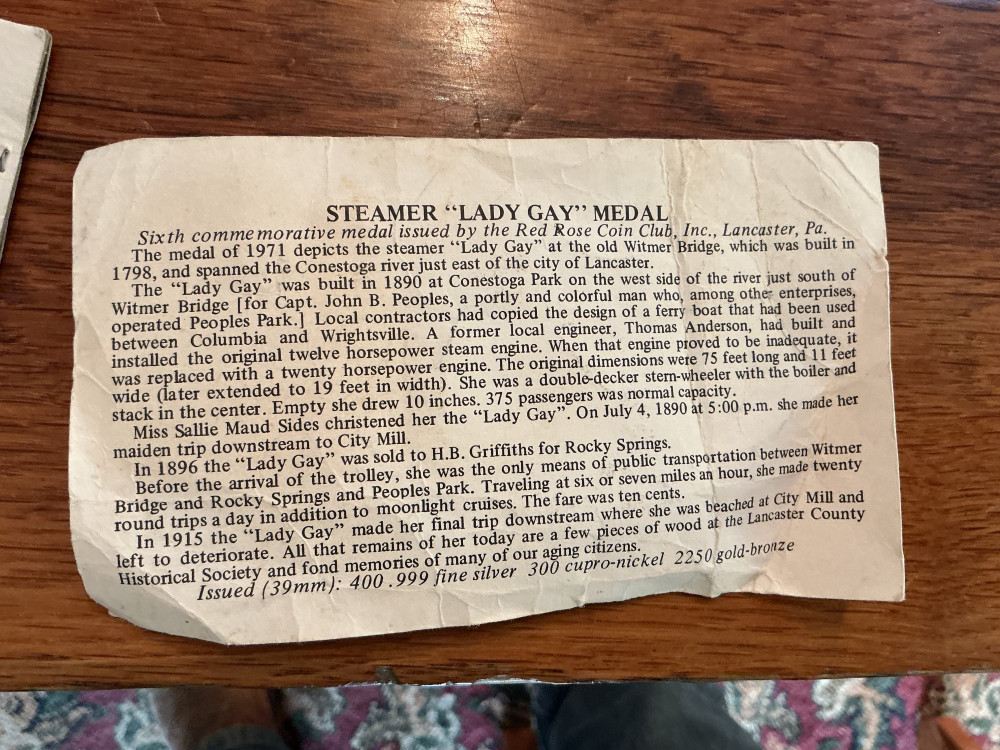 STEAMER “LADY GAY” MEDAL
Sixth commemorative medal issued by the Red Rose Coin Club, Inc., Lancaster, Pa.
The medal of 1971 depicts the steamer “Lady Gay” at the old Witmer Bridge, which was built in
1798, and spanned the Conestoga river just east of the city of Lancaster.
The “Lady Gay” was built in 1890 at Conestoga Park on the west side of the river just south of
Witmer Bridge [for Capt. John B. Peoples, a portly and colorful man who, among other enterprises,
operated Peoples Park.] Local contractors had copied the design of a ferry boat that had been used
between Columbia and Wrightsville. A former local engineer, Thomas Anderson, had built and
installed the original twelve horsepower steam engine. When that engine proved to be inadequate, it
was replaced with a twenty horsepower engine. The original dimensions were 75 feet long and 11 feet
wide (later extended to 19 feet in width). She was a double-decker stern-wheeler with the boiler and
stack in the center. Empty she drew 10 inches. 375 passengers was normal capacity.
Miss Sallie Maud Sides christened her the “Lady Gay”. On July 4, 1890 at 5:00 p.m. she made her
maiden trip downstream to City Mill.
In 1896 the “Lady Gay” was sold to H.B. Griffiths for Rocky Springs.
Before the arrival of the trolley, she was the only means of public transportation between Witmer
Bridge and Rocky Springs and Peoples Park. Traveling at six or seven miles an hour, she made twenty
round trips a day in addition to moonlight cruises. The fare was ten cents.
In 1915 the “Lady Gay” made her final trip downstream where she was beached at City Mill and
left to deteriorate. All that remains of her today are a few pieces of wood at the Lancaster County
Historical Society and fond memories of many of our aging citizens.
Issued (39mm): 400 .999 fine silver 300 cupro-nickel 2250 gold-bronze